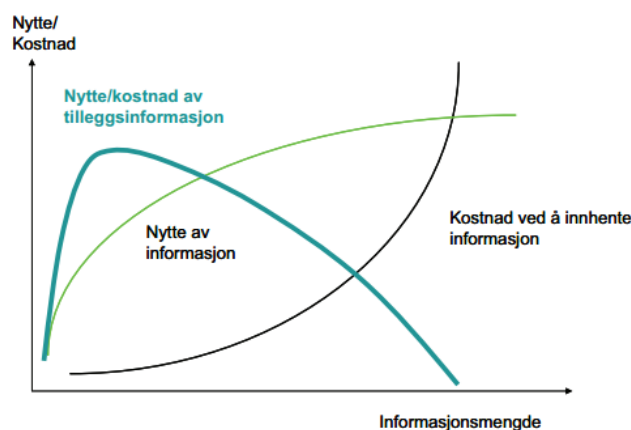 Nytte/
Kostnad
Nytte/kostnad av
tilleggsinformasjon
Nytte av
informasjon
Kostnad ved å innhente
informasjon
Informasjonsmengde